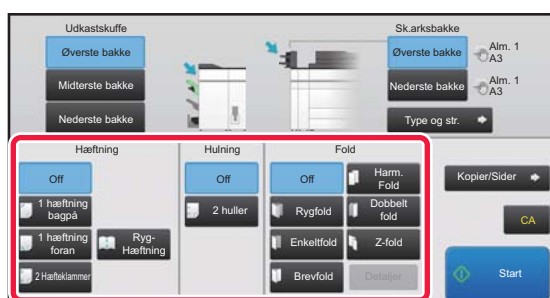 Udkastskuffe
Sk.arksbakke
Øverste bakke
Midterste bakke
Nederste bakke
Øverste bakke
Alm. 1
A3
Nederste bakke
Alm. 1
A3
Type og str.
Hæftning
Off
1 hæftning
bagpå
1 hæftning
foran
2 Hæfteklammer
Ryg-
Hæftning
Hulning
Off
2 huller
Fold
Off
Rygfold
Enkeltfold
Brevfold
Harm.
Fold
Dobbelt
fold
Z-fold
Detaljer
Kopier/Sider
CA
Start